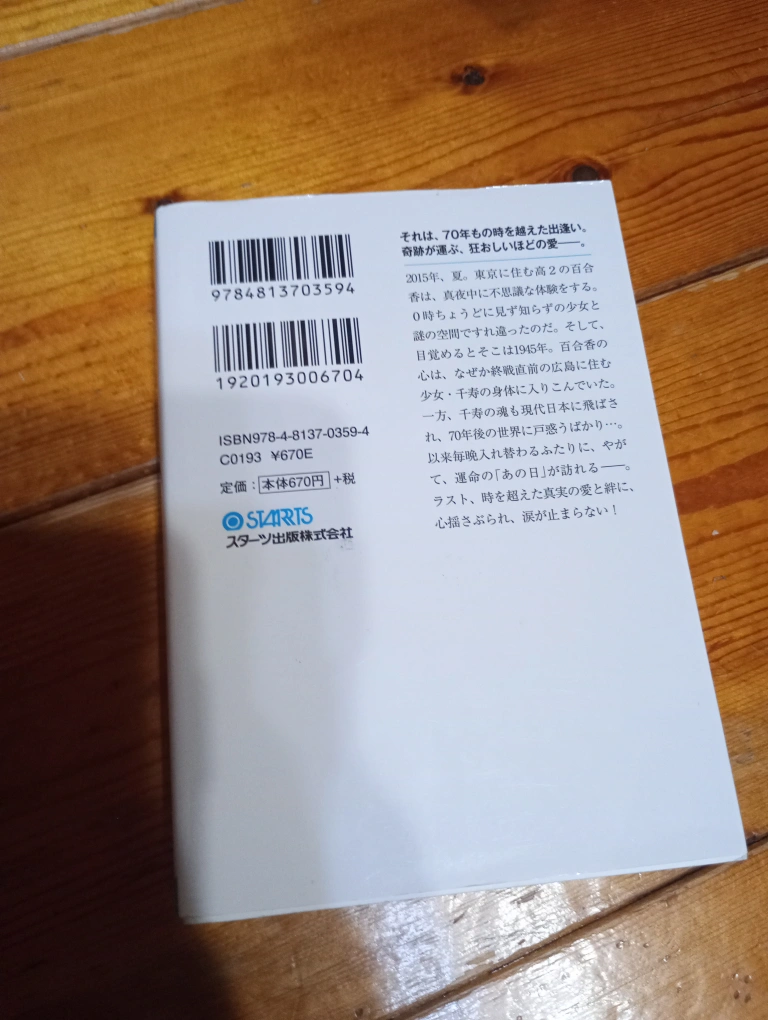 9784813703594
1920193006704
ISBN978-4-8137-0359-4
C0193 ¥670E
定価：本体670円+税
STARTS
スターツ出版株式会社
それは、70年もの時を越えた出逢い。
奇跡が運ぶ、狂おしいほどの愛──。
2015年、夏。東京に住む高2の百合
香は、真夜中に不思議な体験をする。
0時ちょうどに見ず知らずの少女と
謎の空間ですれ違ったのだ。そして、
目覚めるとそこは1945年。百合香の
心は、なぜか終戦直前の広島に住む
少女・千寿の身体に入りこんでいた。
一方、千寿の魂も現代日本に飛ばさ
れ、70年後の世界に戸惑うばかり…。
以来毎晩入れ替わるふたりに、やが
て、運命の「あの日」が訪れる──。
ラスト、時を超えた真実の愛と絆に、
心揺さぶられ、涙が止まらない！